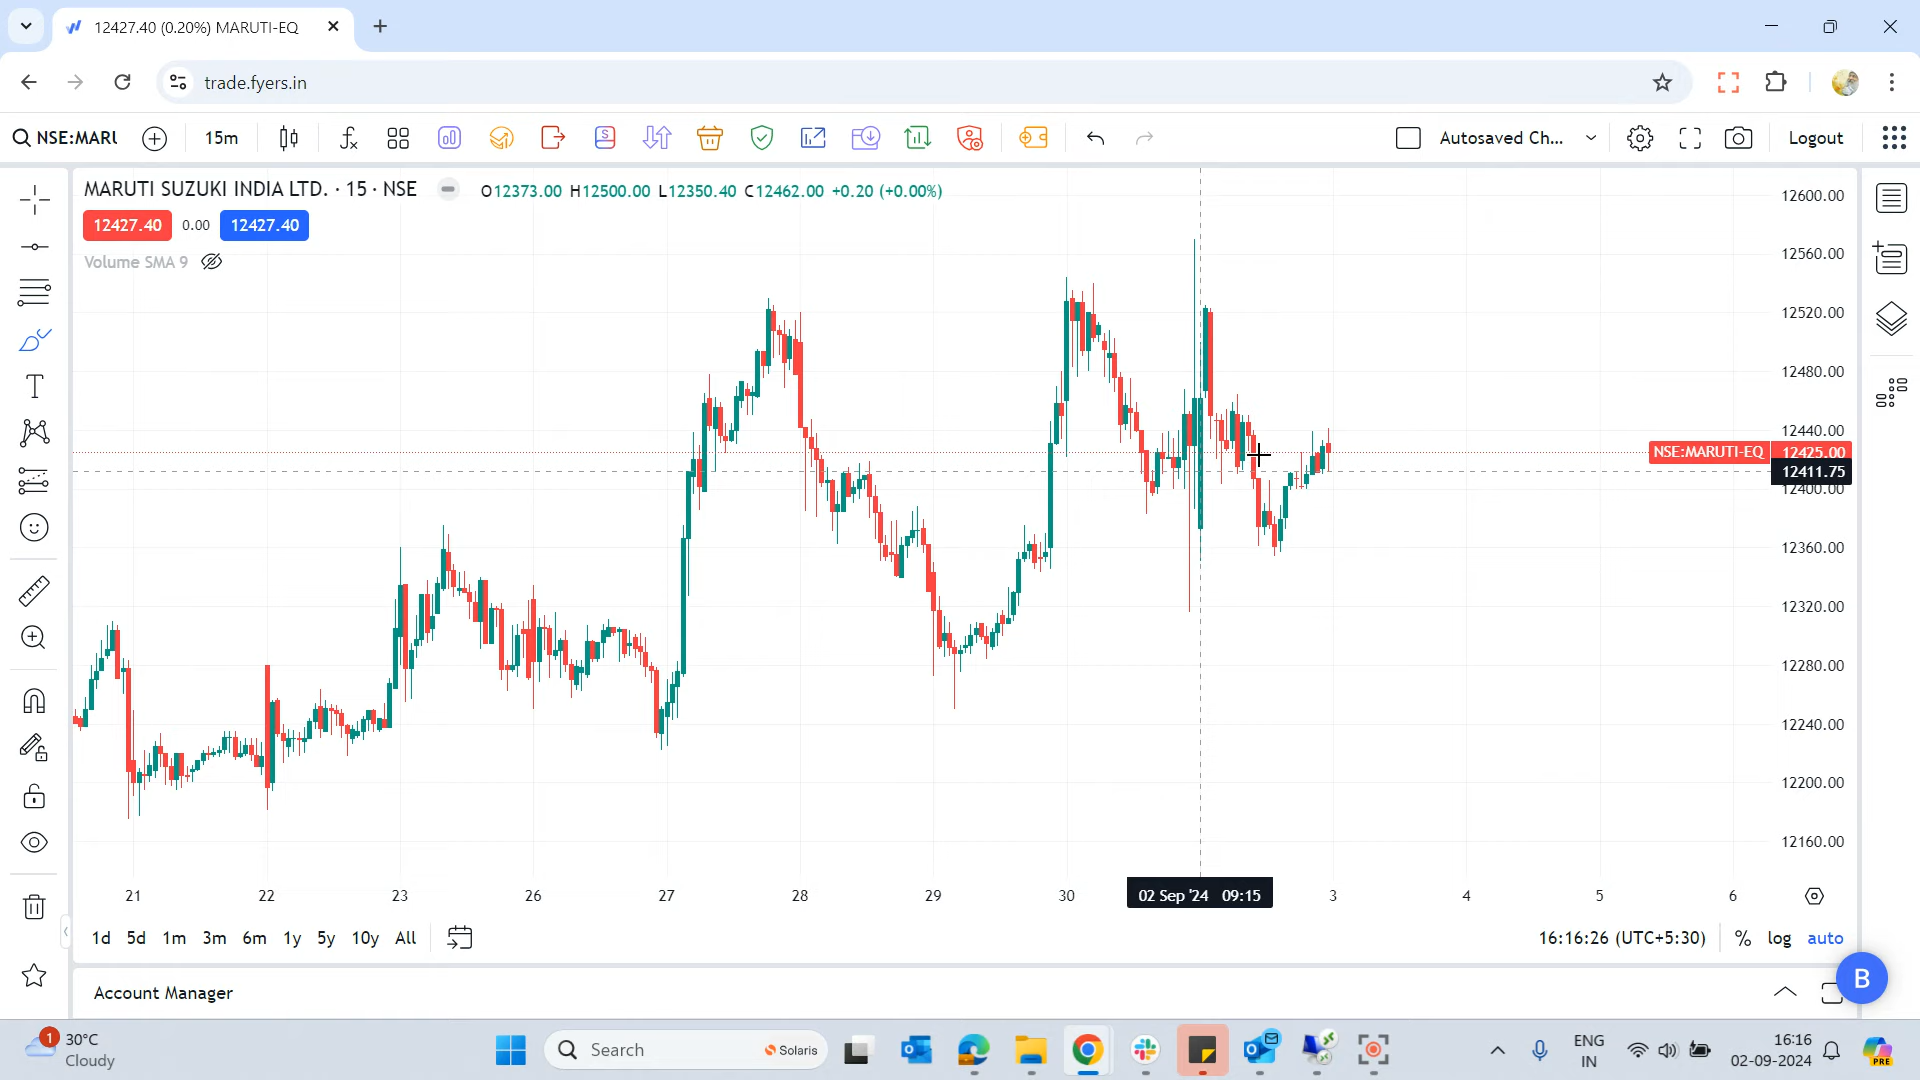 12427.40 (0.20%) MARUTI-EQ
trade.fyers.in
NSE:MARU
15m
Autosaved Ch...
Logout
MARUTI SUZUKI INDIA LTD. · 15 · NSE
O12373.00 H12500.00 L12350.40 C12462.00 +0.20 (+0.00%)
12427.40 0.00 12427.40
Volume SMA 9
12600.00
12560.00
12520.00
12480.00
12440.00
NSE:MARUTI-EQ 12425.00
12411.75
12400.00
12360.00
12320.00
12280.00
12240.00
12200.00
12160.00
21 22 23 26 27 28 29 30 02 Sep '24 09:15 3 4 5 6
1d 5d 1m 3m 6m 1y 5y 10y All
16:16:26 (UTC+5:30) % log auto
B
Account Manager
1
30°C
Cloudy
Search
Solaris
ENG
IN
16:16
02-09-2024
PRE